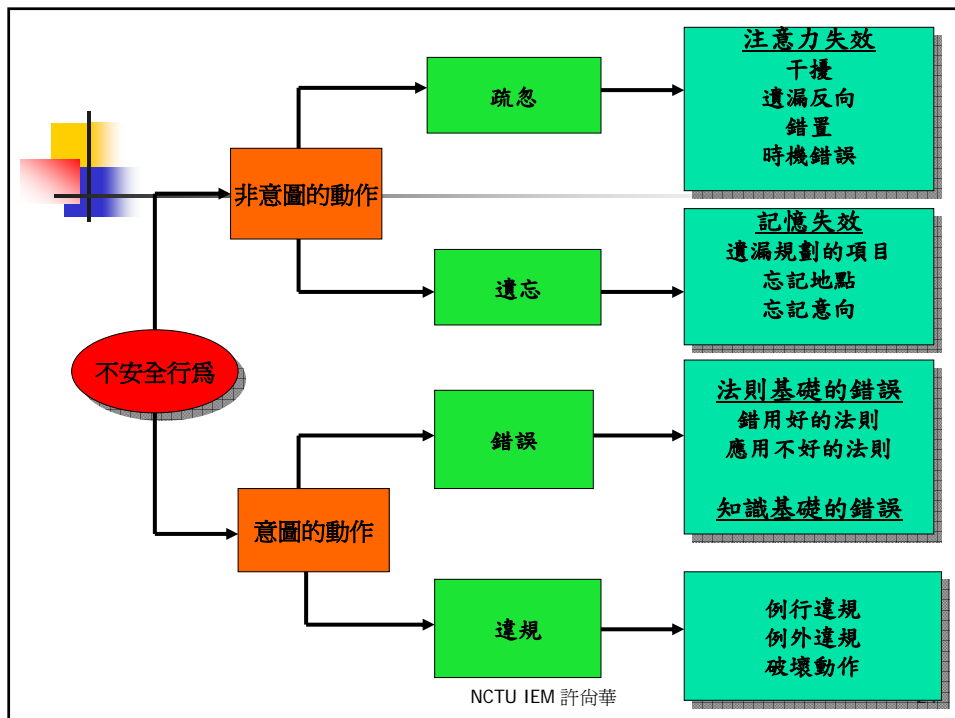 注意力失效
干擾
遺漏反向
錯置
時機錯誤
疏忽
非意圖的動作
記憶失效
遺漏規劃的項目
忘記地點
忘記意向
遺忘
不安全行為
法則基礎的錯誤
錯用好的法則
應用不好的法則
知識基礎的錯誤
錯誤
意圖的動作
例行違規
例外違規
破壞動作
違規
NCTU IEM 許尚華